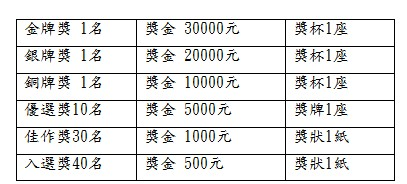 金牌獎 1名 獎金 30000元 獎杯1座
銀牌獎 1名 獎金 20000元 獎杯1座
銅牌獎 1名 獎金 10000元 獎杯1座
優選獎10名 獎金 5000元 獎牌1座
佳作獎30名 獎金 1000元 獎狀1紙
入選獎40名 獎金 500元 獎狀1紙